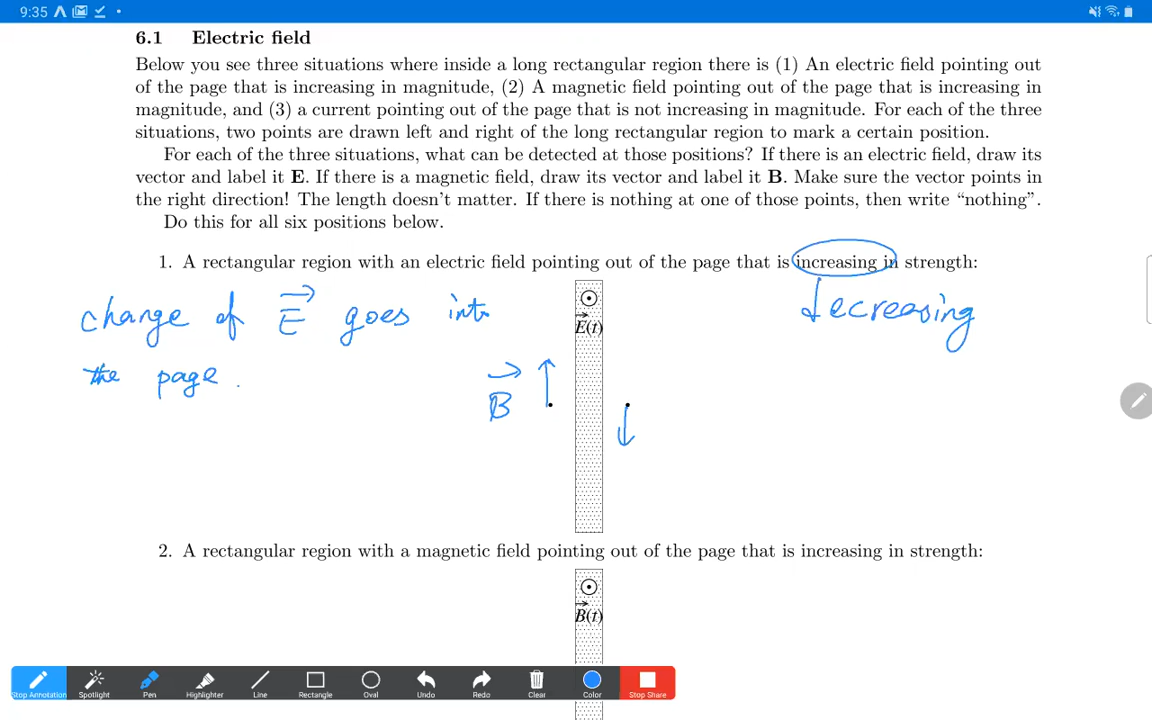 9:35
6.1 Electric field
Below you see three situations where inside a long rectangular region there is (1) An electric field pointing out
of the page that is increasing in magnitude, (2) A magnetic field pointing out of the page that is increasing in
magnitude, and (3) a current pointing out of the page that is not increasing in magnitude. For each of the three
situations, two points are drawn left and right of the long rectangular region to mark a certain position.
For each of the three situations, what can be detected at those positions? If there is an electric field, draw its
vector and label it E. If there is a magnetic field, draw its vector and label it B. Make sure the vector points in
the right direction! The length doesn't matter. If there is nothing at one of those points, then write “nothing”.
Do this for all six positions below.
1. A rectangular region with an electric field pointing out of the page that is increasing in strength:
change of E goes into
decreasing
E(t)
the page.
B
2. A rectangular region with a magnetic field pointing out of the page that is increasing in strength:
B(t)
Stop Annotation Spotlight Pen Highlighter Line Rectangle Oval Undo Redo Clear Color Stop Share